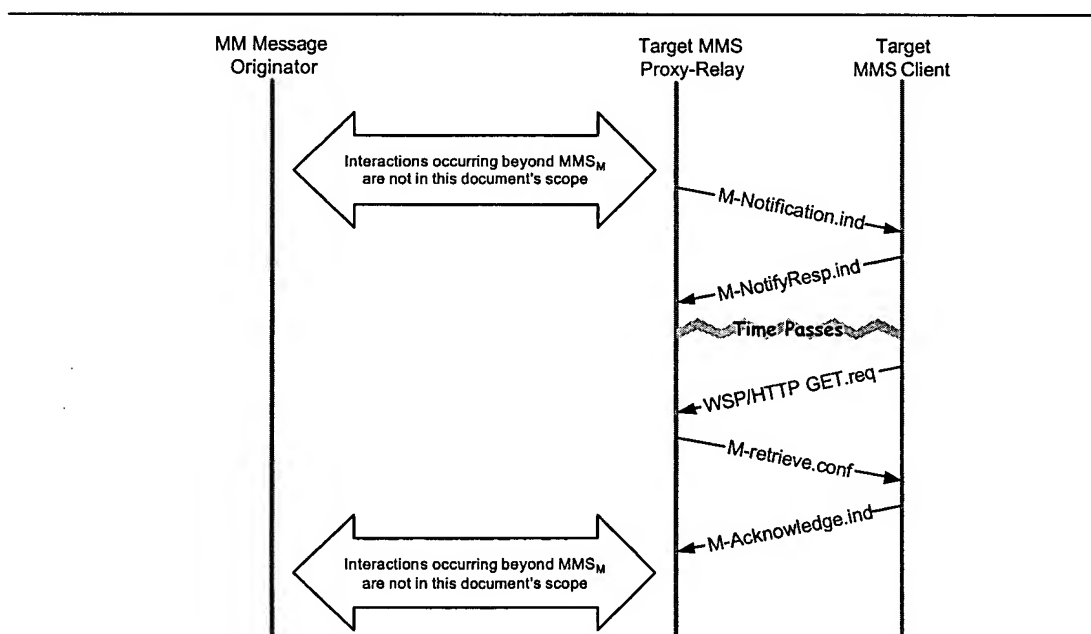 MM Message
Originator
Target MMS
Proxy-Relay
Target
MMS Client
Interactions occurring beyond MMSM
are not in this document's scope
M-Notification.ind
M-NotifyResp.ind
Time Passes
WSP/HTTP GET.req
M-retrieve.conf
M-Acknowledge.ind
Interactions occurring beyond MMSM
are not in this document's scope